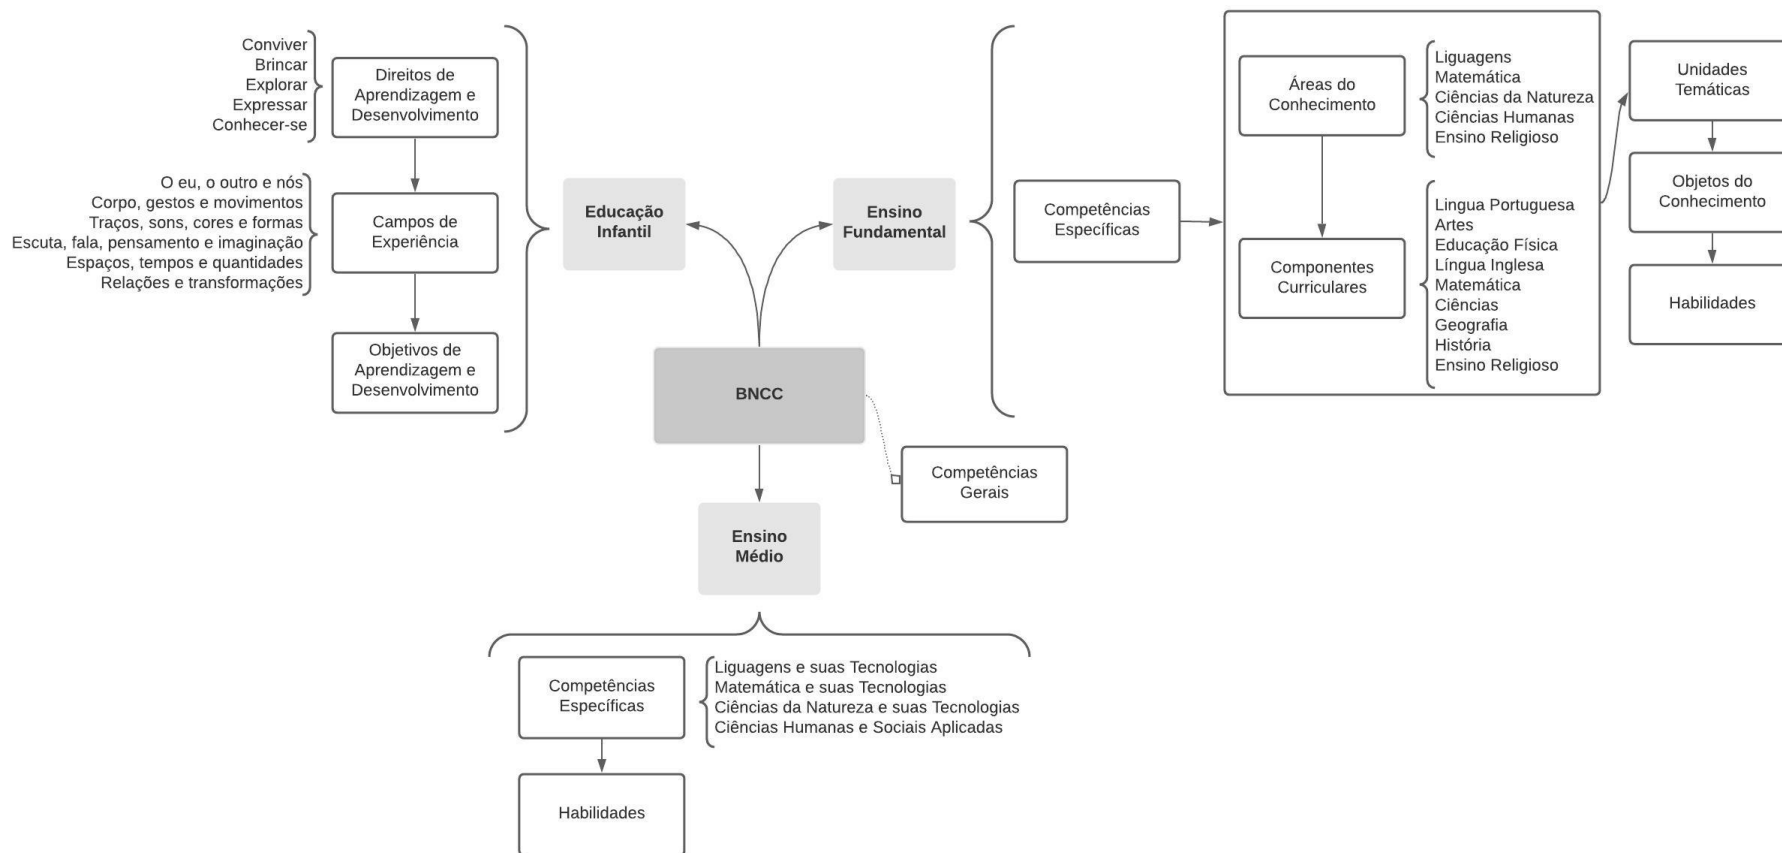 Conviver
Brincar
Explorar
Expressar
Conhecer-se
Direitos de
Aprendizagem e
Desenvolvimento
O eu, o outro e nós
Corpo, gestos e movimentos
Traços, sons, cores e formas
Escuta, fala, pensamento e imaginação
Espaços, tempos e quantidades
Relações e transformações
Campos de
Experiência
Objetivos de
Aprendizagem e
Desenvolvimento
Educação
Infantil
BNCC
Ensino
Fundamental
Competências
Específicas
Áreas do
Conhecimento
Liguagens
Matemática
Ciências da Natureza
Ciências Humanas
Ensino Religioso
Componentes
Curriculares
Lingua Portuguesa
Artes
Educação Física
Língua Inglesa
Matemática
Ciências
Geografia
História
Ensino Religioso
Unidades
Temáticas
Objetos do
Conhecimento
Habilidades
Competências
Gerais
Ensino
Médio
Competências
Específicas
Liguagens e suas Tecnologias
Matemática e suas Tecnologias
Ciências da Natureza e suas Tecnologias
Ciências Humanas e Sociais Aplicadas
Habilidades